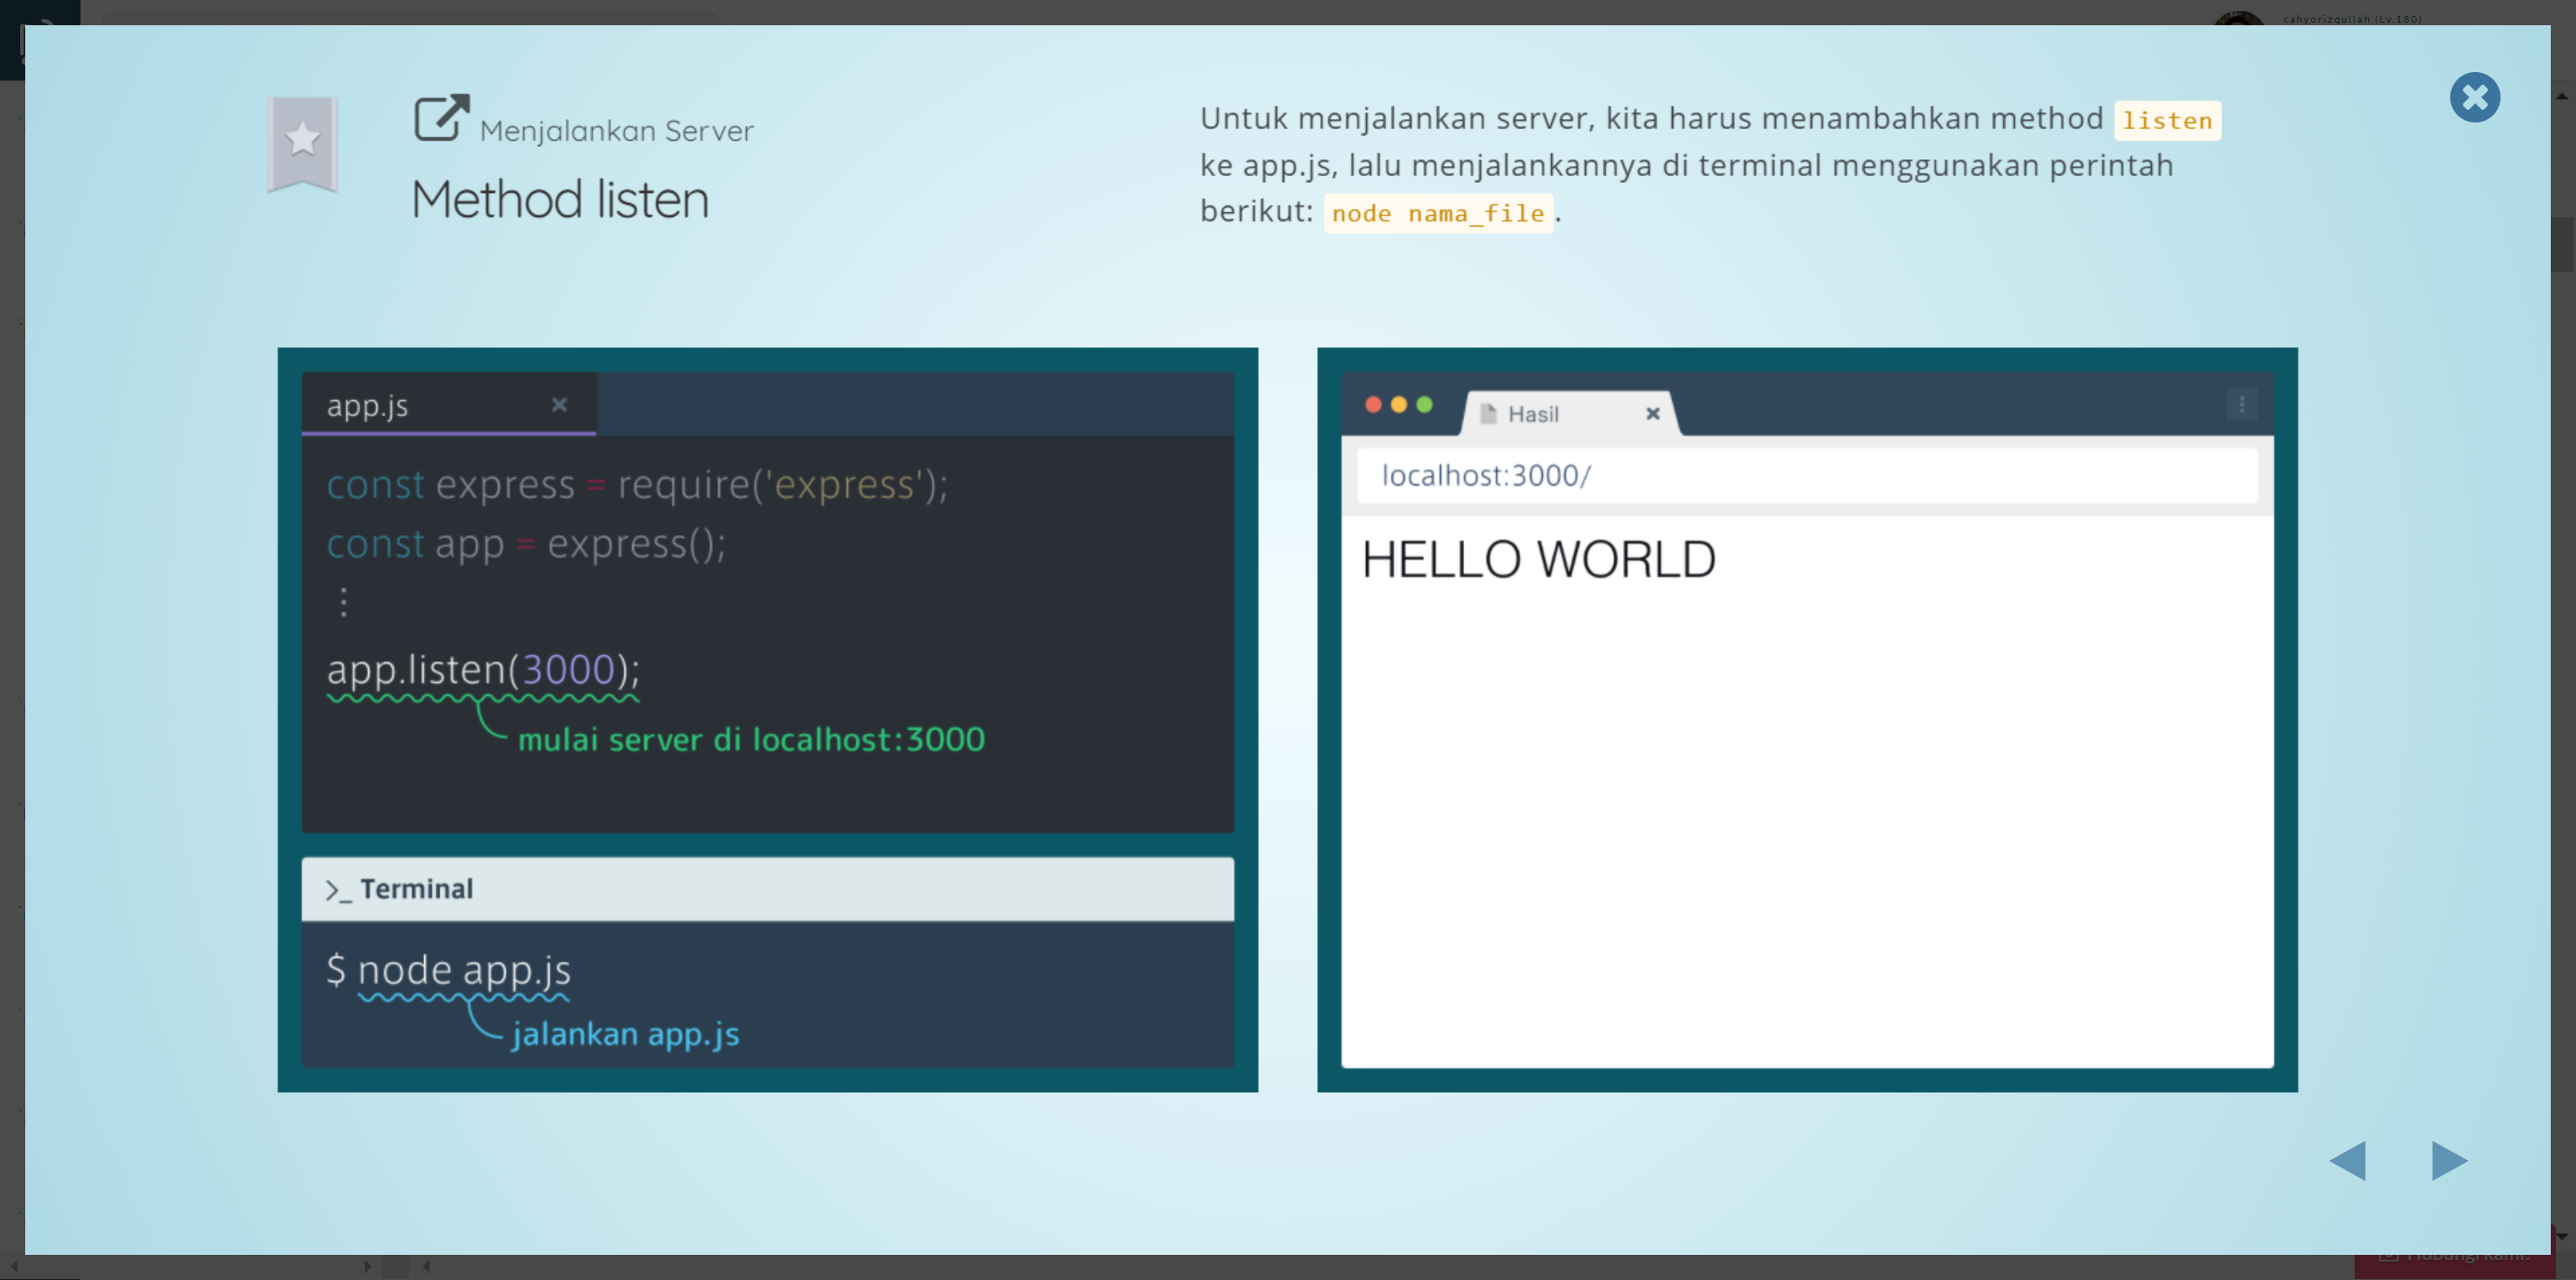 cahyorizqullah (Lv.180)
Menjalankan Server
Method listen
Untuk menjalankan server, kita harus menambahkan method listen
ke app.js, lalu menjalankannya di terminal menggunakan perintah
berikut: node nama_file.
app.js
const express = require('express');
const app = express();
app.listen(3000);
mulai server di localhost:3000
>_ Terminal
$ node app.js
jalankan app.js
Hasil
localhost:3000/
HELLO WORLD
Hubungi kami.